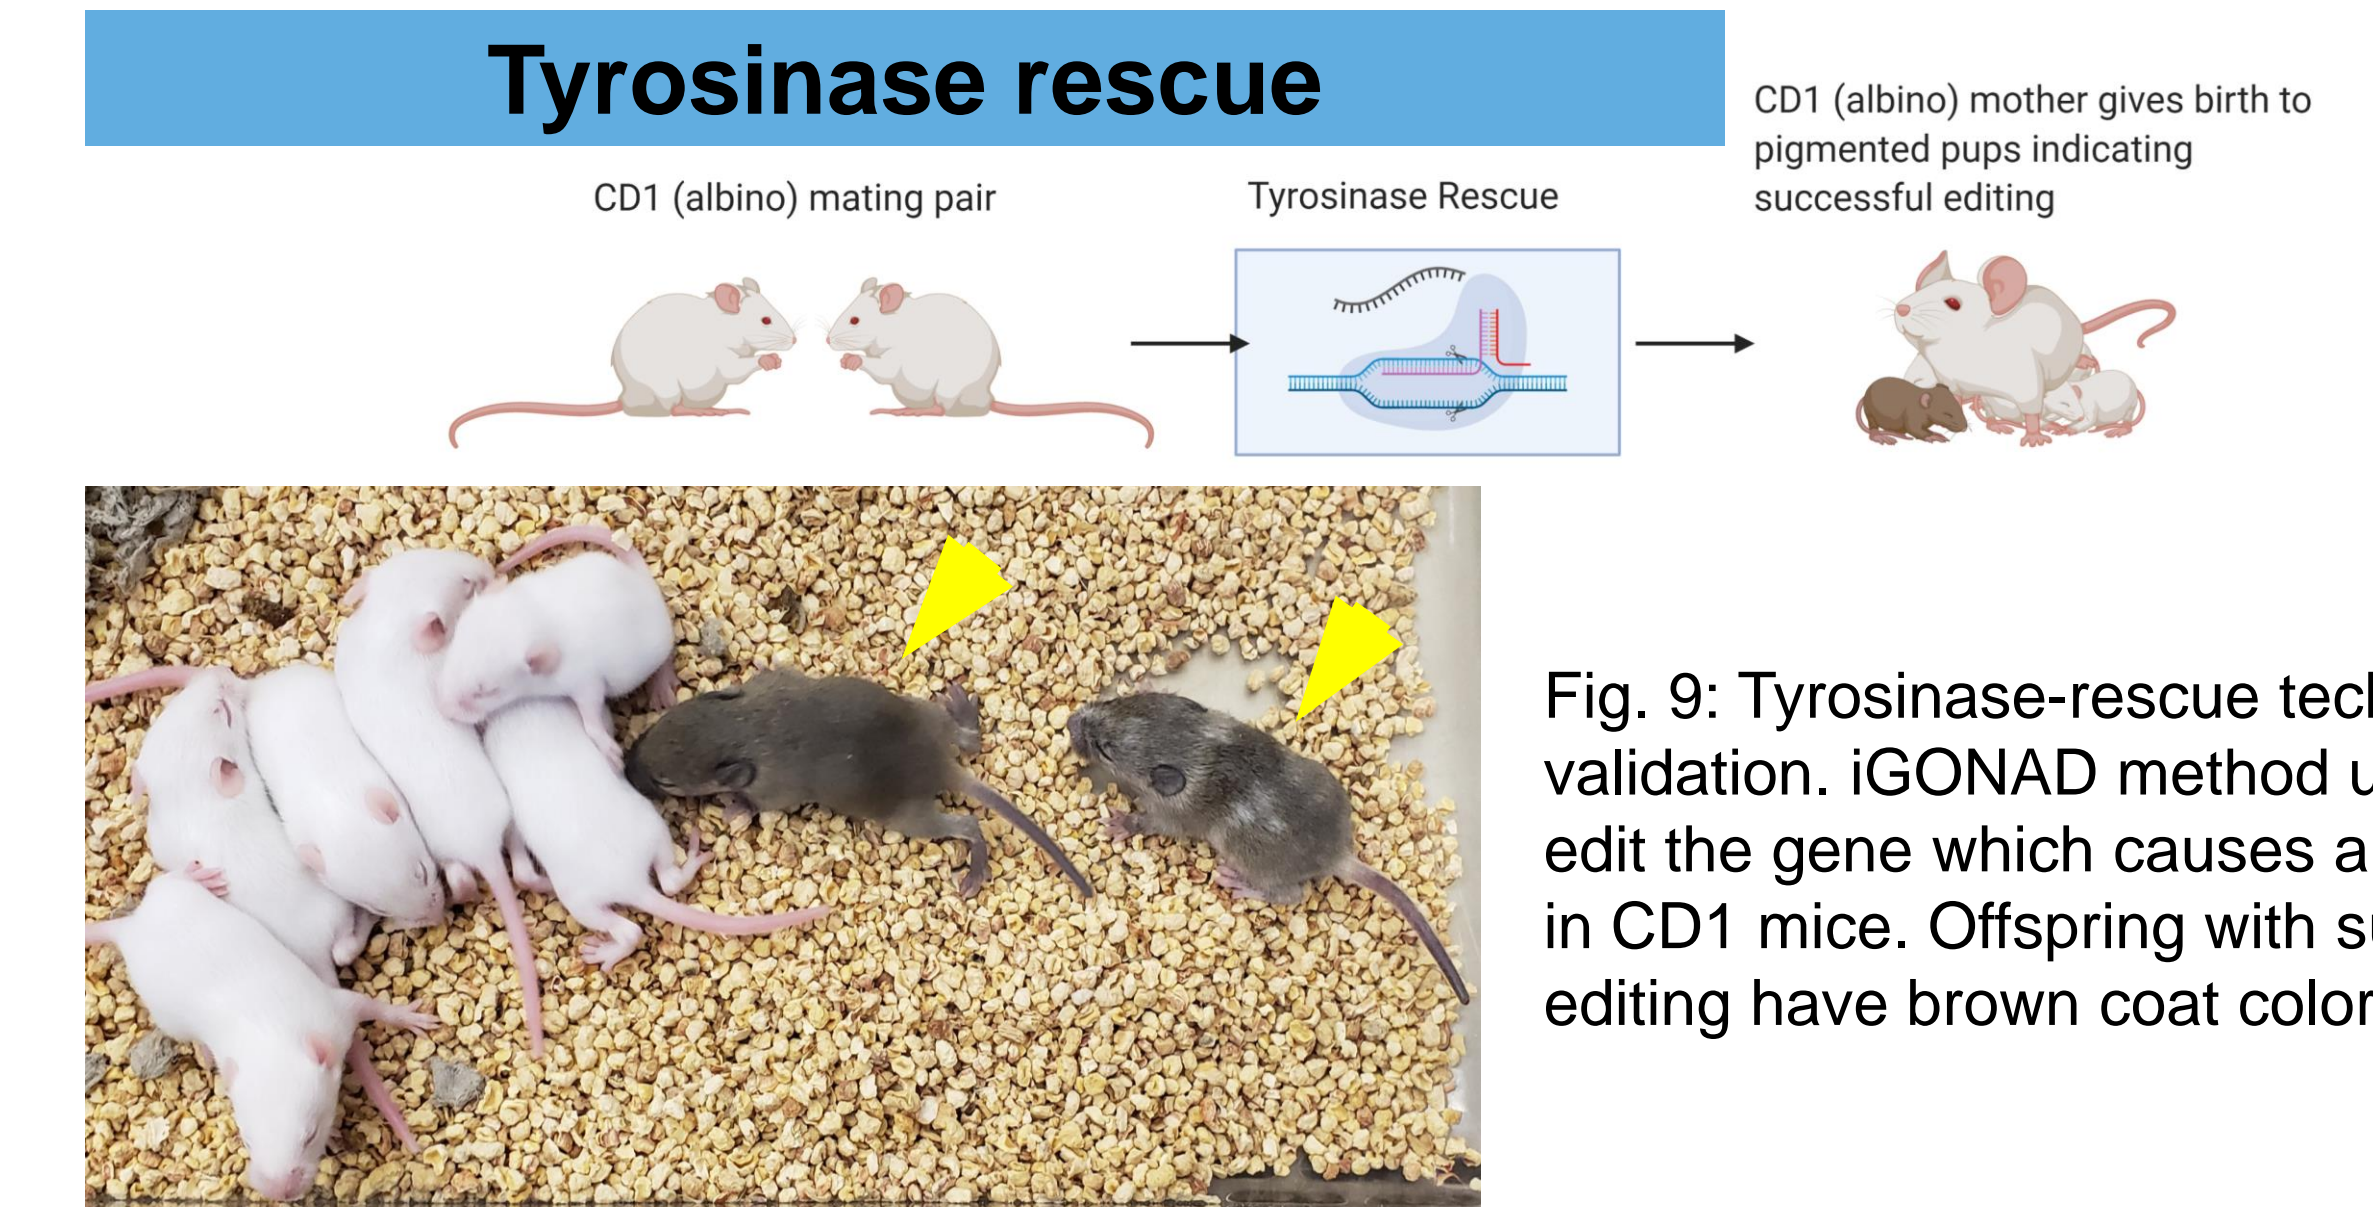 Tyrosinase rescue
CD1 (albino) mating pair
Tyrosinase Rescue
CD1 (albino) mother gives birth to
pigmented pups indicating
successful editing
Fig. 9: Tyrosinase-rescue
validation. iGONAD method
edit the gene which causes
in CD1 mice. Offspring with
editing have brown coat color